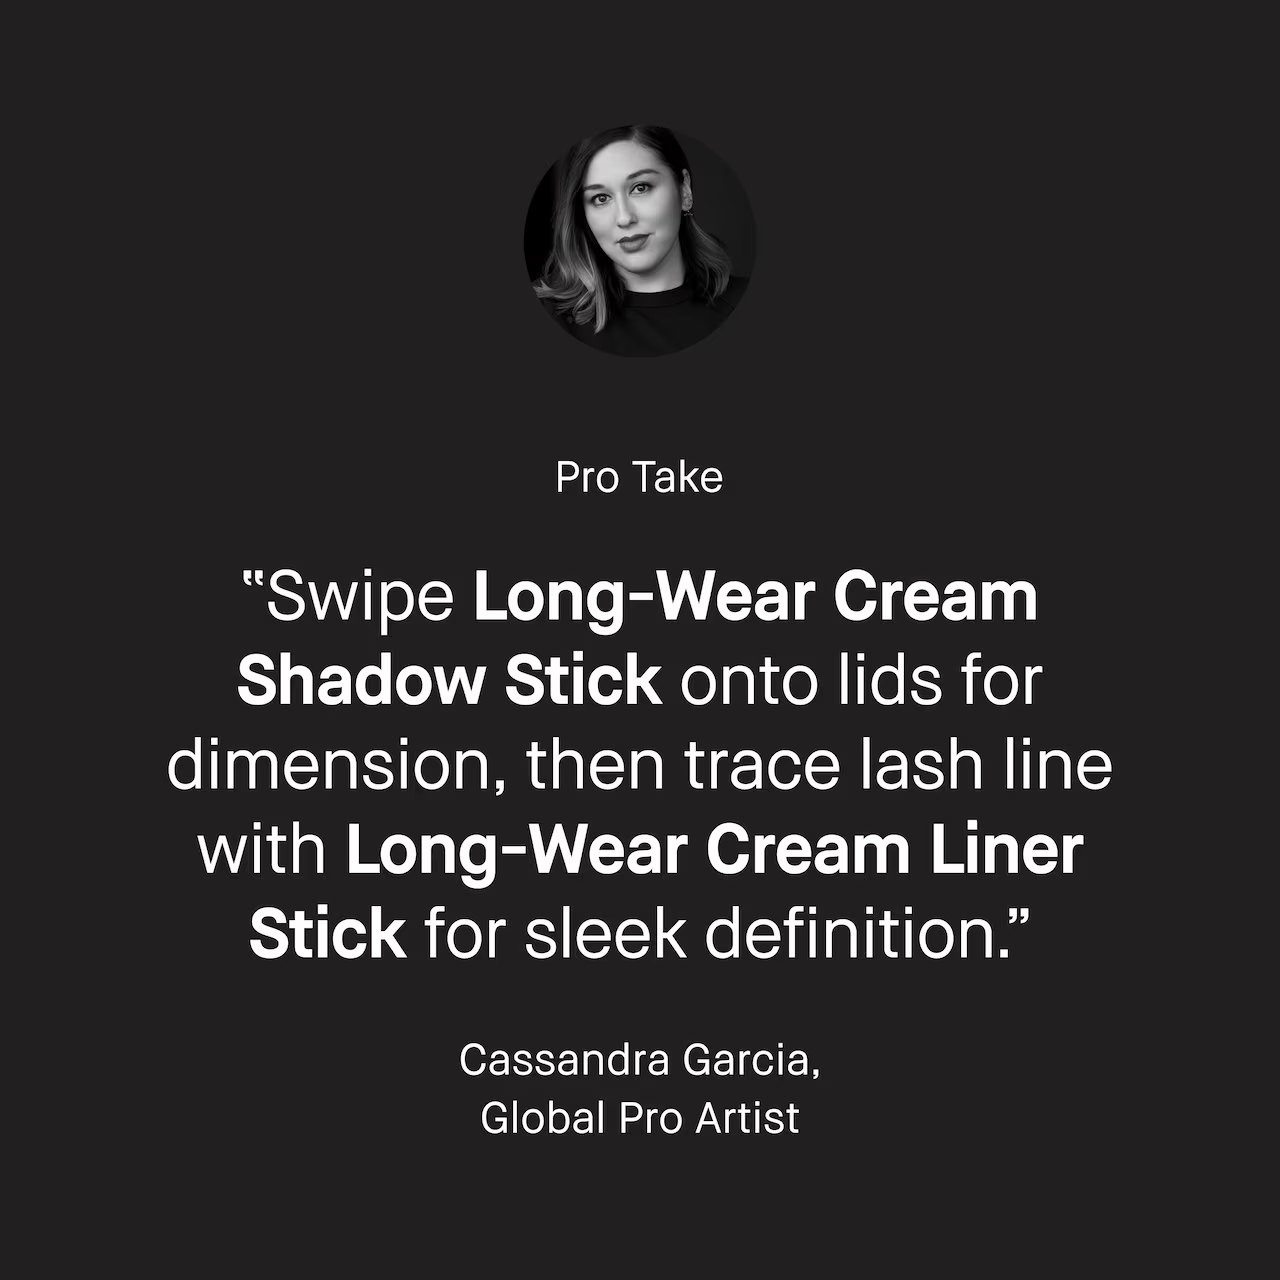 Pro Take
“Swipe Long-Wear Cream
Shadow Stick onto lids for
dimension, then trace lash line
with Long-Wear Cream Liner
Stick for sleek definition.”
Cassandra Garcia,
Global Pro Artist